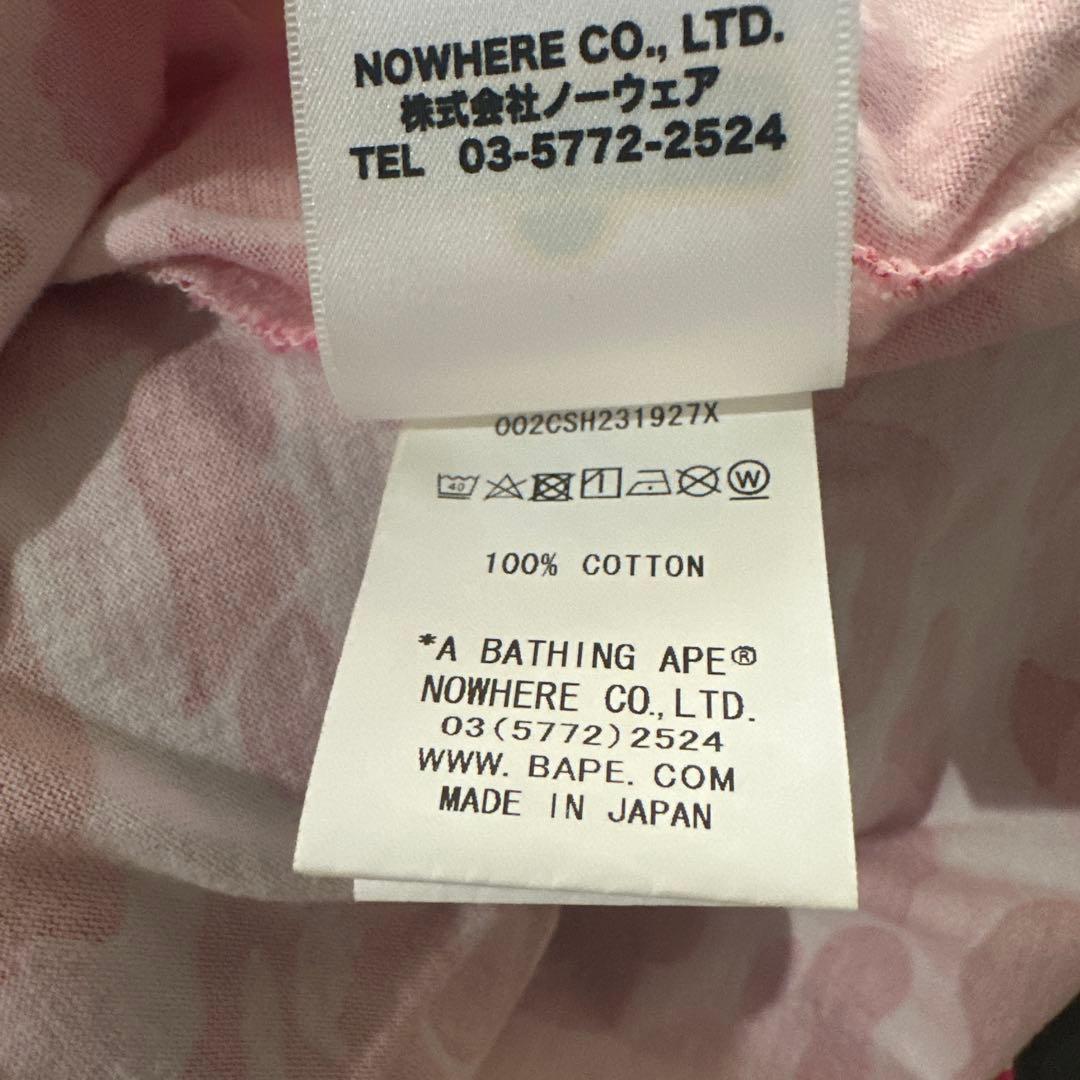 NOWHERE CO., LTD.
株式会社ノーウェア
TEL 03-5772-2524
002CSH231927X
40
W
100% COTTON
*A BATHING APE®
NOWHERE CO., LTD.
03(5772)2524
WWW. BAPE. COM
MADE IN JAPAN